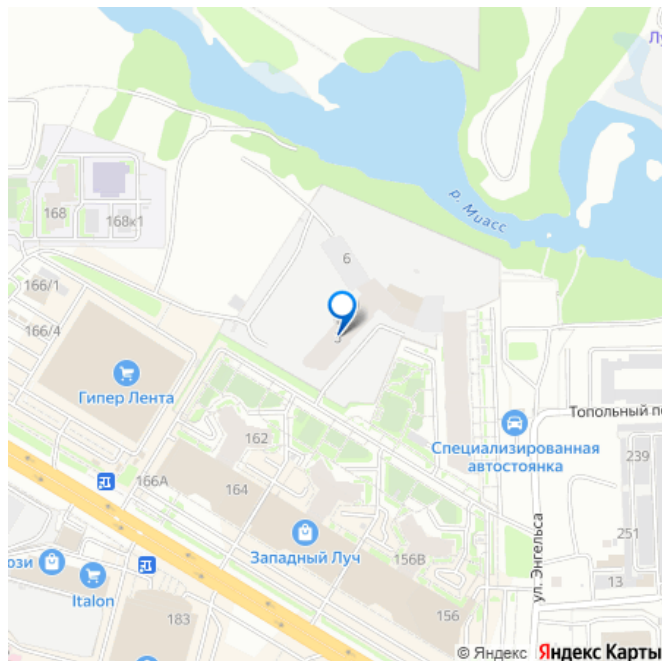 Лу
р. Миасс
168
168к1
6
166/1
166/4
Гипер Лента
Топольный пе
162
Специализированная
автостоянка
239
166А
164
251
ул. Энгельса
Западный Луч
156В
ози
Italon
13
156
183
© Яндекс Яндекс Карты